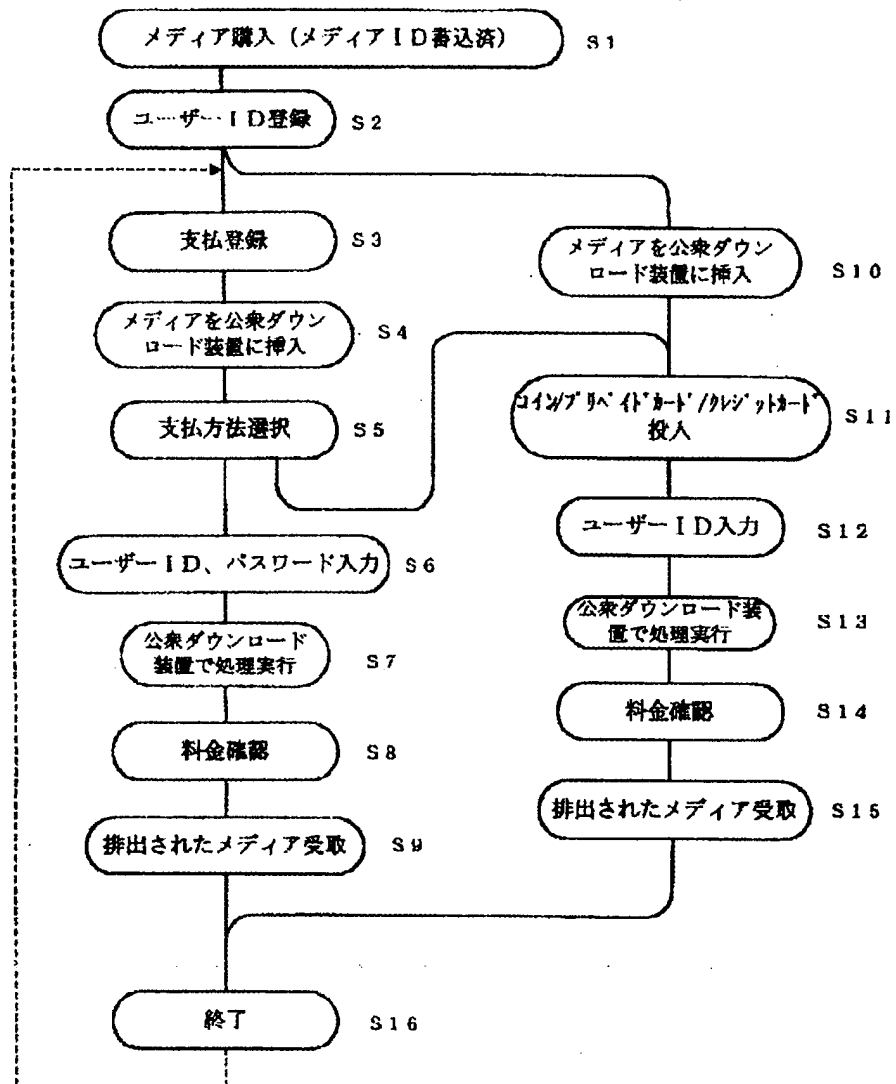 メディア購入(メディアID書込済) S1
ユーザーID登録 S2
支払登録 S3
メディアを公衆ダウン
ロード装置に挿入 S4
支払方法選択 S5
ユーザーID、パスワード入力 S6
公衆ダウンロード
装置で処理実行 S7
料金確認 S8
排出されたメディア受取 S9
メディアを公衆ダウン
ロード装置に挿入 S10
コイン/プリペイドカード/クレジットカード
投入 S11
ユーザーID入力 S12
公衆ダウンロード装
置で処理実行 S13
料金確認 S14
排出されたメディア受取 S15
終了 S16